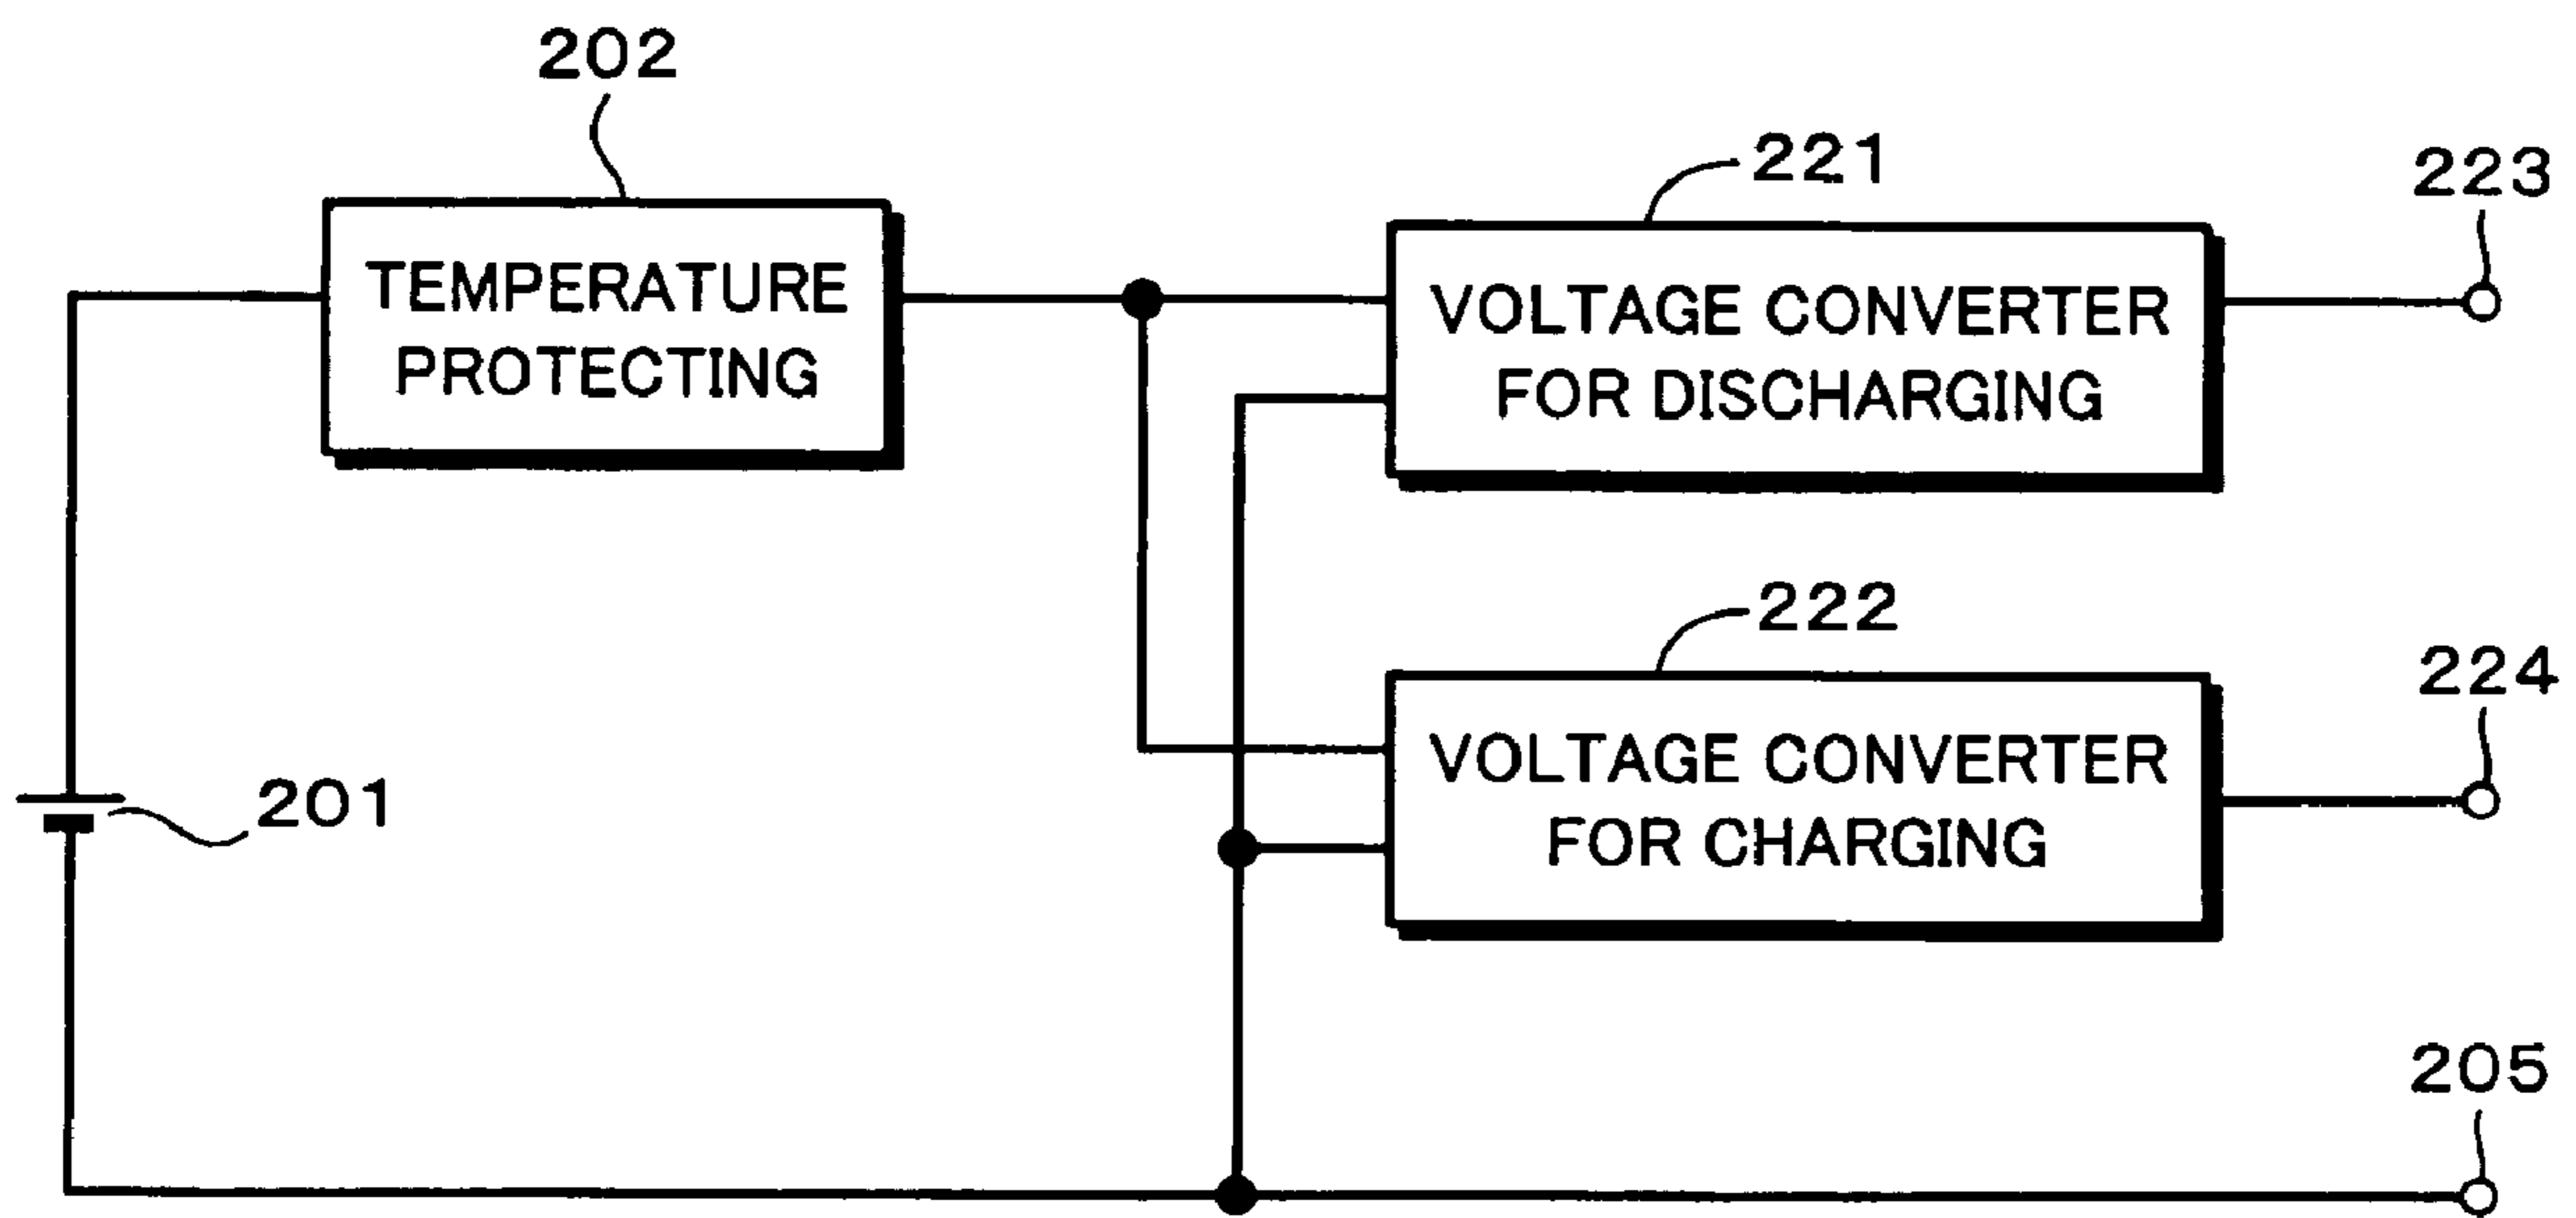 202
221
223
TEMPERATURE
PROTECTING
VOLTAGE CONVERTER
FOR DISCHARGING
222
224
VOLTAGE CONVERTER
FOR CHARGING
201
205